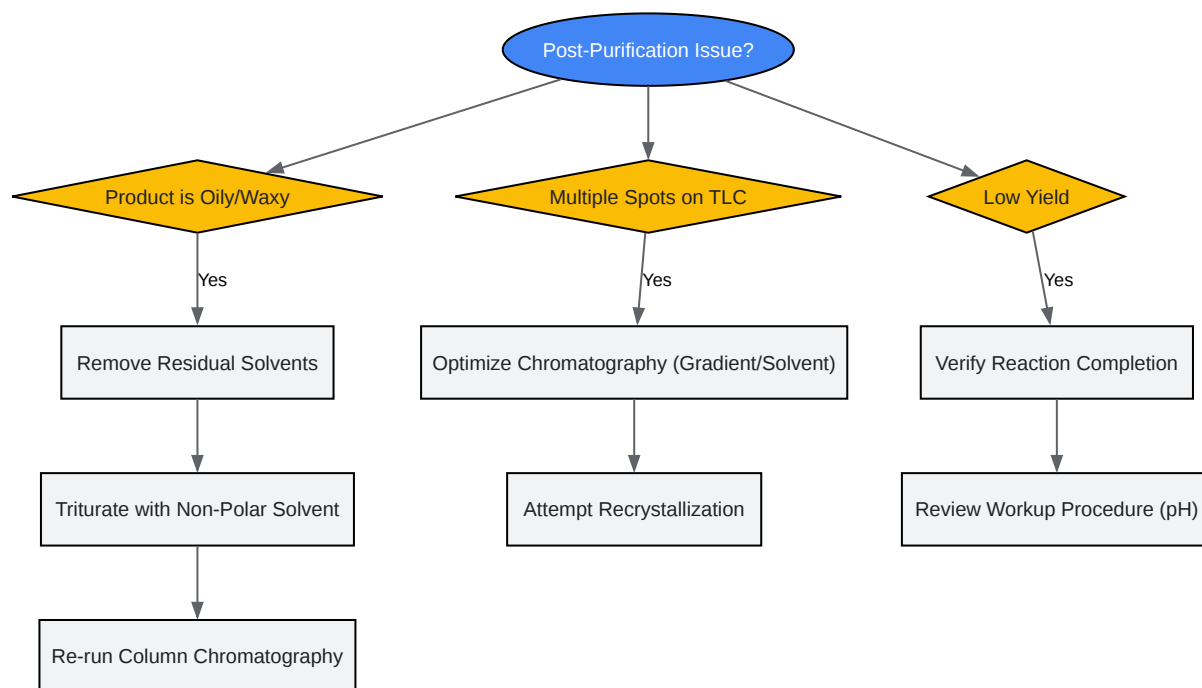 Post-Purification Issue?
Product is Oily/Waxy
Multiple Spots on TLC
Low Yield
Yes
Yes
Yes
Remove Residual Solvents
Optimize Chromatography (Gradient/Solvent)
Verify Reaction Completion
Triturate with Non-Polar Solvent
Attempt Recrystallization
Review Workup Procedure (pH)
Re-run Column Chromatography